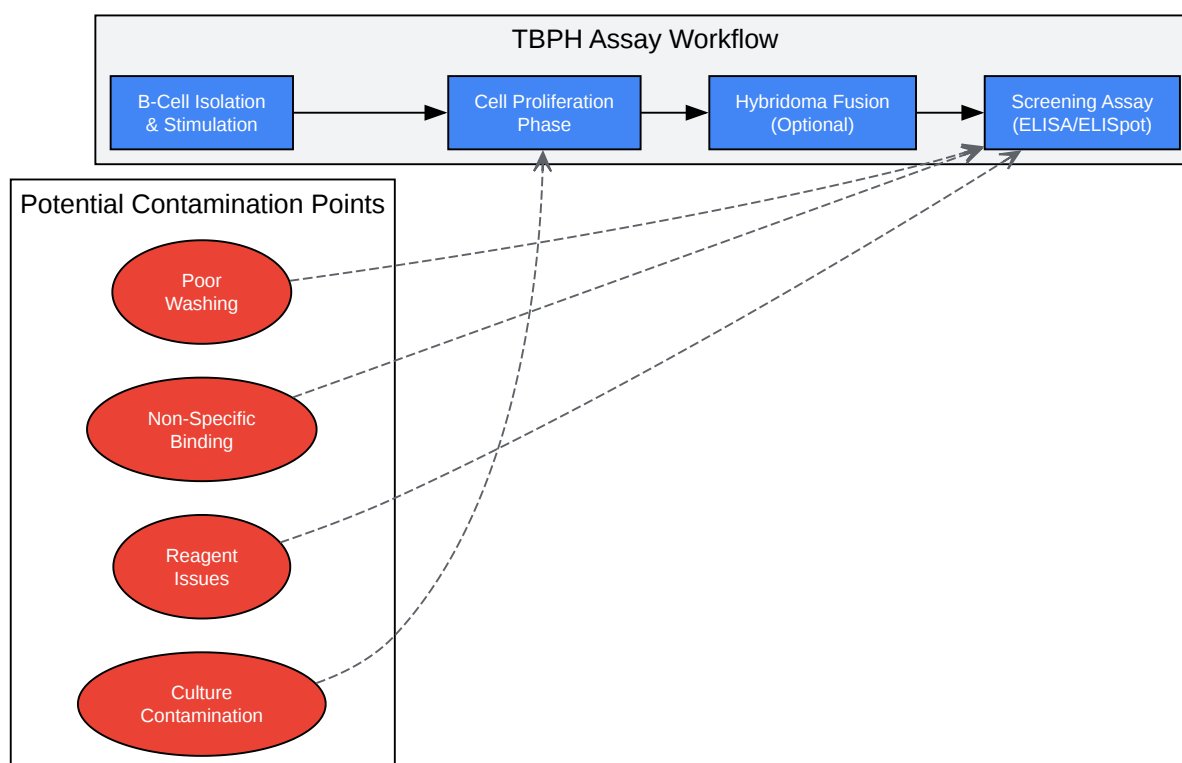 TBPH Assay Workflow
B-Cell Isolation
& Stimulation
Cell Proliferation
Phase
Hybridoma Fusion
(Optional)
Screening Assay
(ELISA/ELISpot)
Potential Contamination Points
Poor
Washing
Non-Specific
Binding
Reagent
Issues
Culture
Contamination